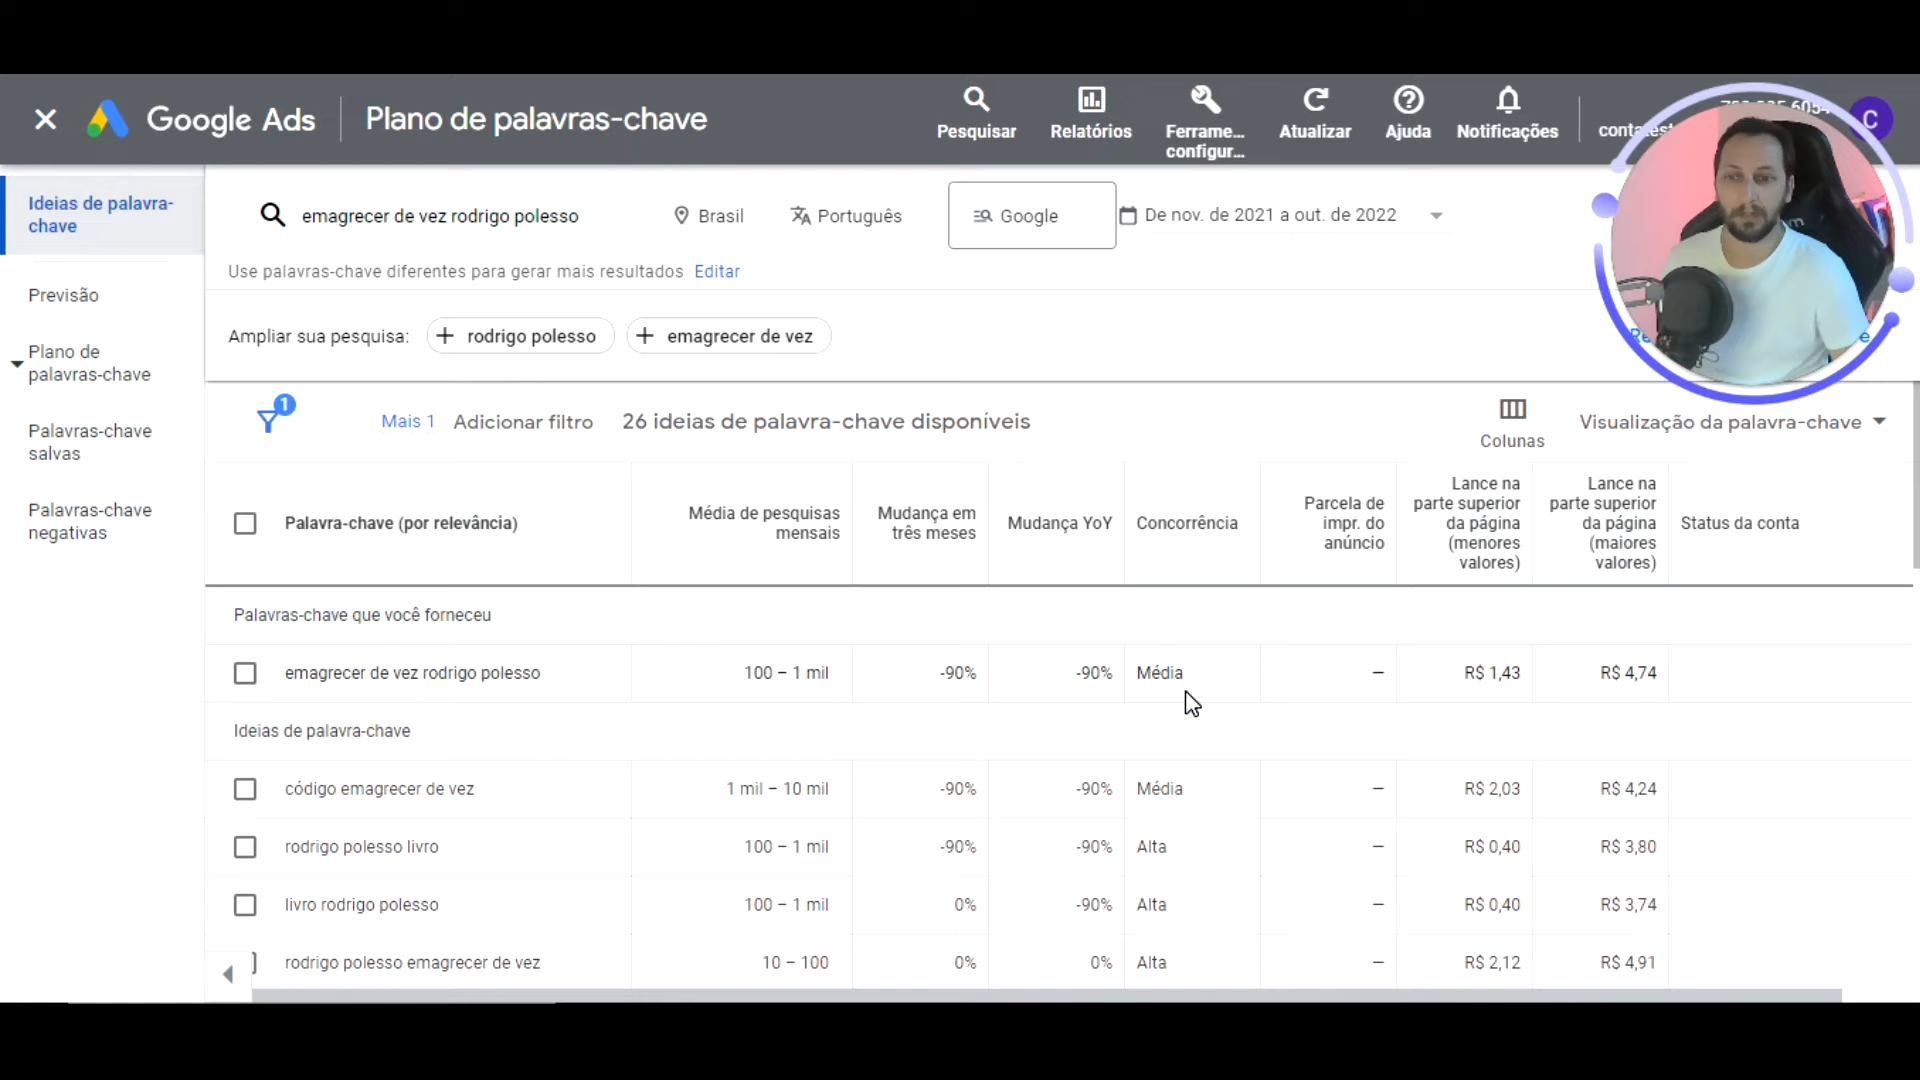 Google Ads
Plano de palavras-chave
Pesquisar
Relatórios
Ferrame...
configur...
Atualizar
Ajuda
Notificações
C
Ideias de palavra-
chave
Previsão
Plano de
palavras-chave
Palavras-chave
salvas
Palavras-chave
negativas
emagrecer de vez rodrigo polesso
Brasil
Português
Google
De nov. de 2021 a out. de 2022
Use palavras-chave diferentes para gerar mais resultados Editar
Ampliar sua pesquisa:
rodrigo polesso
emagrecer de vez
1
Mais 1
Adicionar filtro
26 ideias de palavra-chave disponíveis
Colunas
Visualização da palavra-chave
Palavra-chave (por relevância)
Média de pesquisas
mensais
Mudança em
três meses
Mudança YoY
Concorrência
Parcela de
impr. do
anúncio
Lance na
parte superior
da página
(menores
valores)
Lance na
parte superior
da página
(maiores
valores)
Status da conta
Palavras-chave que você forneceu
emagrecer de vez rodrigo polesso 100 – 1 mil -90% -90% Média – R$ 1,43 R$ 4,74
Ideias de palavra-chave
código emagrecer de vez 1 mil – 10 mil -90% -90% Média – R$ 2,03 R$ 4,24
rodrigo polesso livro 100 – 1 mil -90% -90% Alta – R$ 0,40 R$ 3,80
livro rodrigo polesso 100 – 1 mil 0% -90% Alta – R$ 0,40 R$ 3,74
rodrigo polesso emagrecer de vez 10 – 100 0% 0% Alta – R$ 2,12 R$ 4,91